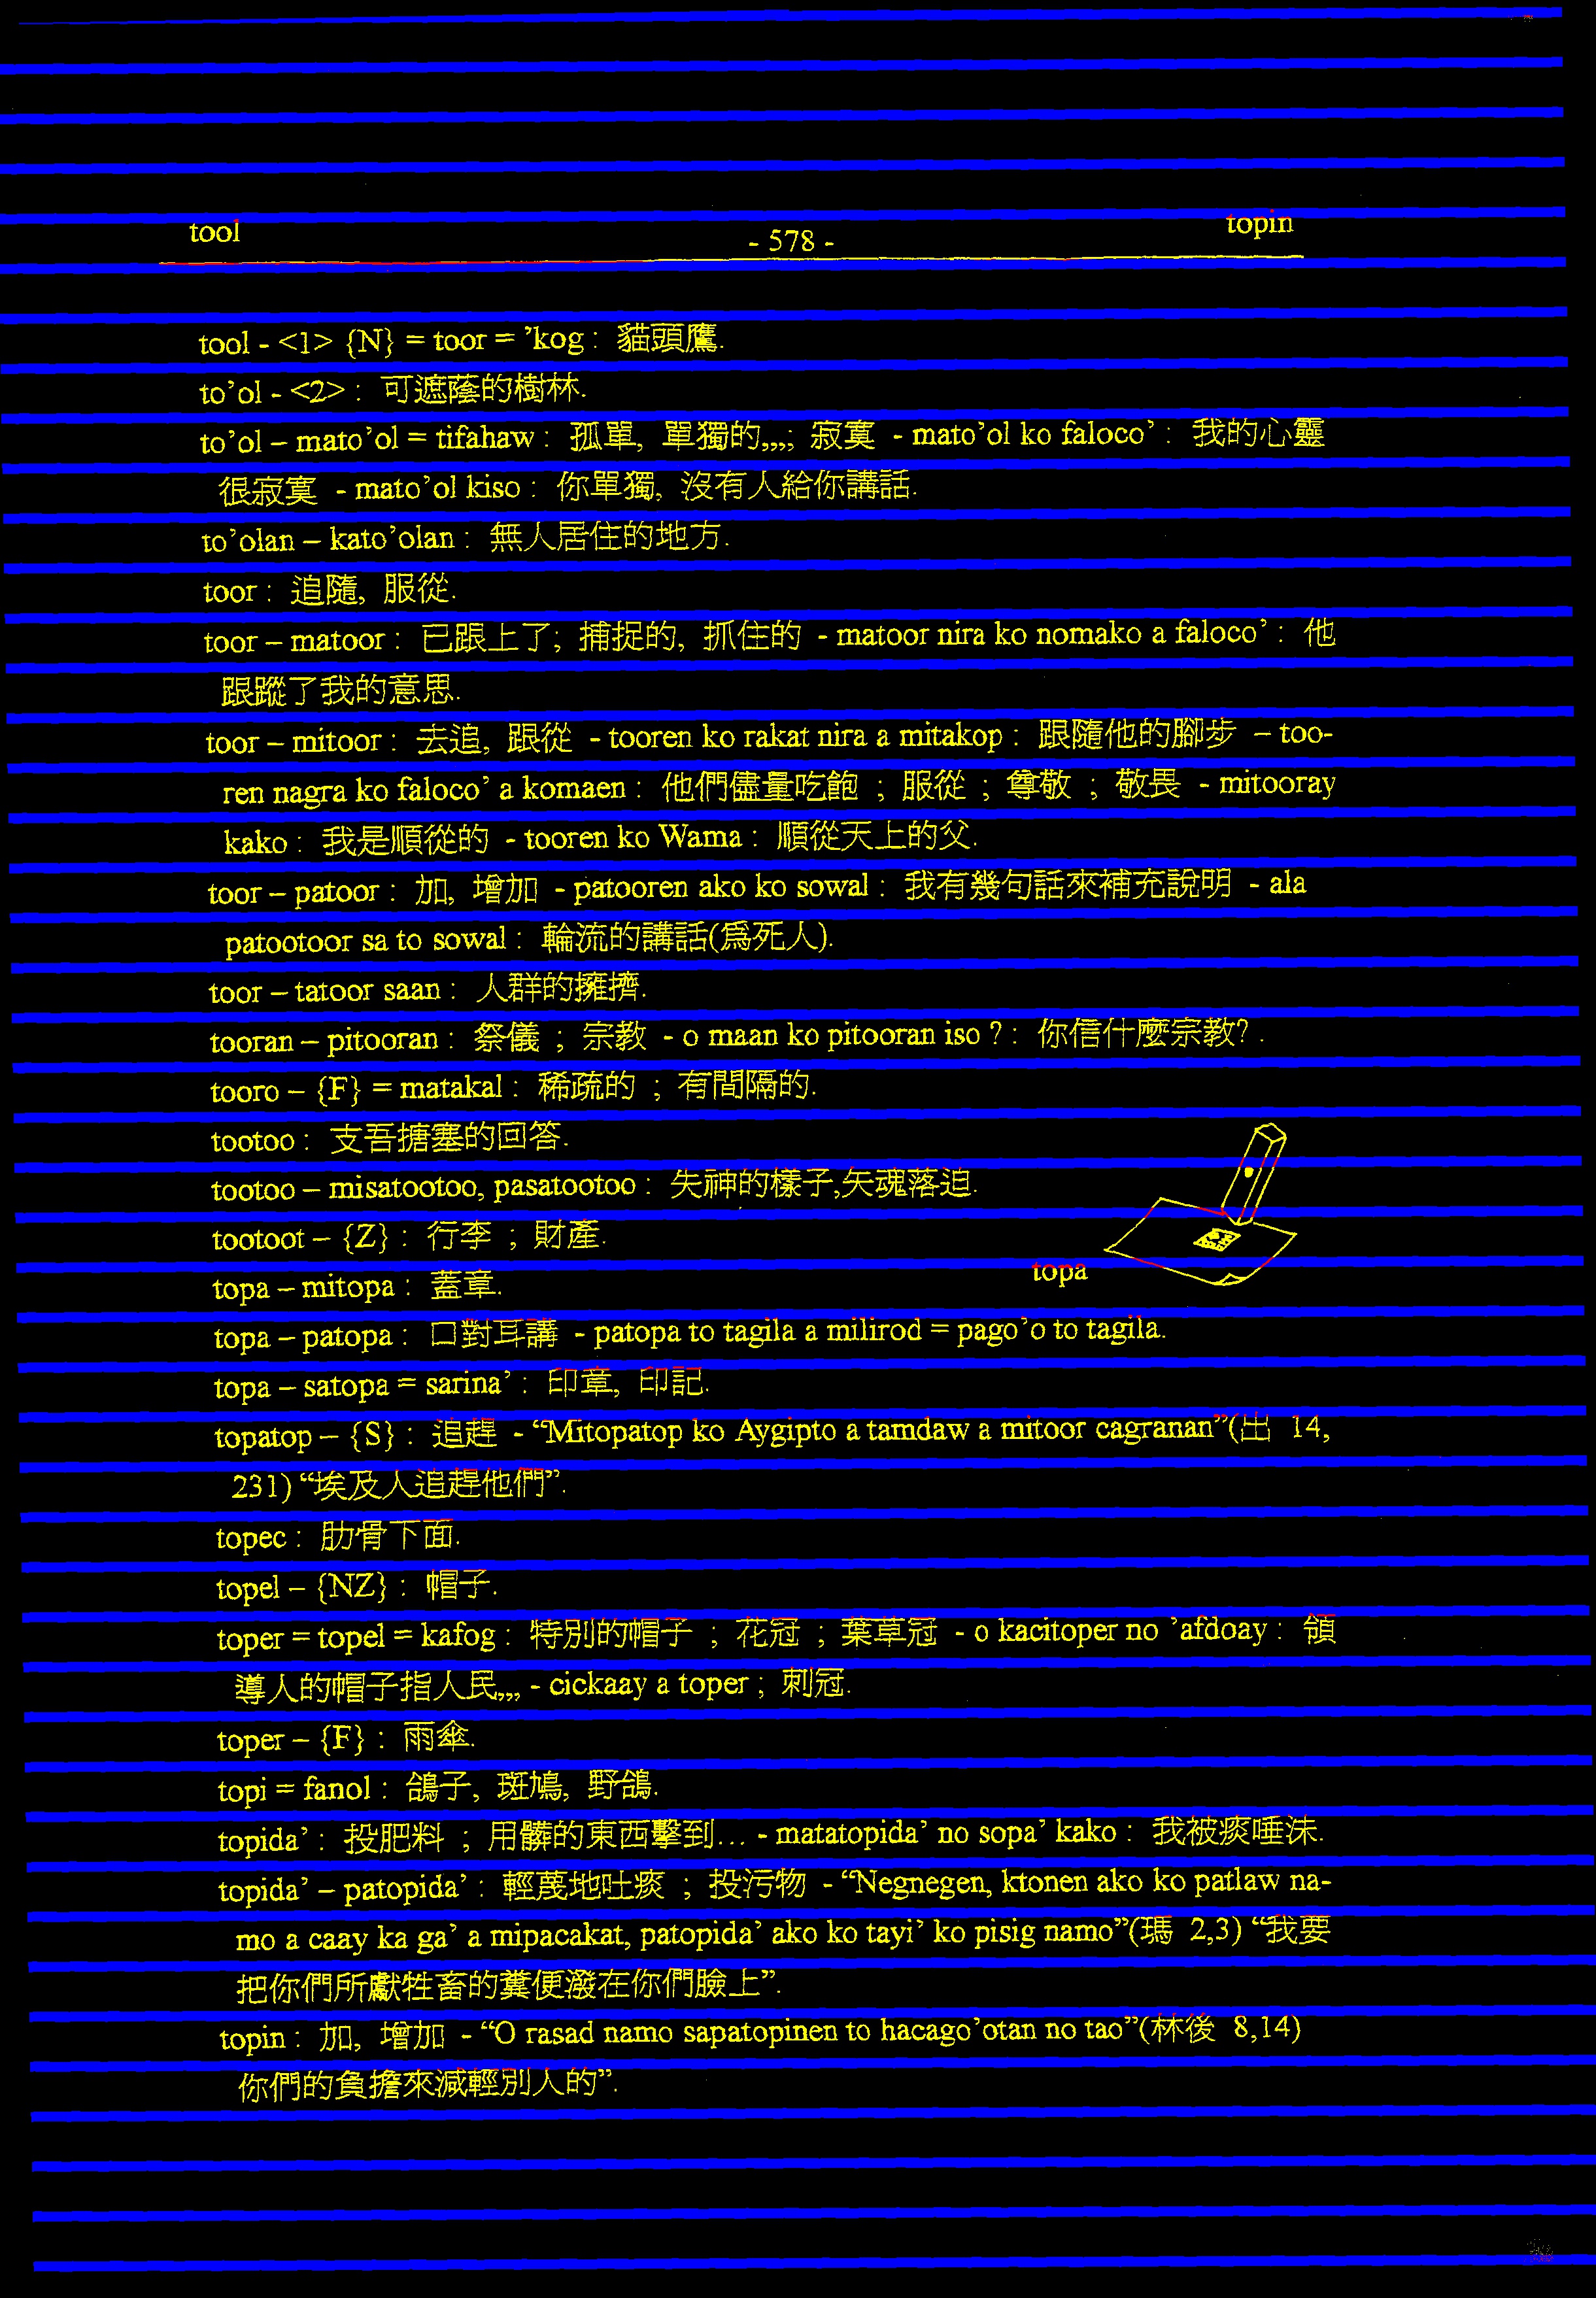 tool - 578 - topin
tool - <1> {N} = toor = ’kog : 貓頭鷹.
to’ol - <2> : 可遮蔭的樹林.
to’ol – mato’ol = tifahaw : 孤單, 單獨的,,,; 寂寞 - mato’ol ko faloco’ : 我的心靈
很寂寞 - mato’ol kiso : 你單獨, 沒有人給你講話.
to’olan – kato’olan : 無人居住的地方.
toor : 追隨, 服從.
toor – matoor : 已跟上了; 捕捉的, 抓住的 - matoor nira ko nomako a faloco’ : 他
跟蹤了我的意思.
toor – mitoor : 去追, 跟從 - tooren ko rakat nira a mitakop : 跟隨他的腳步 – too-
ren nagra ko faloco’ a komaen : 他們儘量吃飽 ; 服從 ; 尊敬 ; 敬畏 - mitooray
kako : 我是順從的 - tooren ko Wama : 順從天上的父.
toor – patoor : 加, 增加 - patooren ako ko sowal : 我有幾句話來補充說明 - ala
patootoor sa to sowal : 輪流的講話(爲死人).
toor – tatoor saan : 人群的擁擠.
tooran – pitooran : 祭儀 ; 宗教 - o maan ko pitooran iso ? : 你信什麼宗教? .
tooro – {F} = matakal : 稀疏的 ; 有間隔的.
tootoo : 支吾搪塞的回答.
tootoo – misatootoo, pasatootoo : 失神的樣子,矢魂落迫.
tootoot – {Z} : 行李 ; 財產.
topa – mitopa : 蓋章.
topa
topa – patopa : 口對耳講 - patopa to tagila a milirod = pago’o to tagila.
topa – satopa = sarina’ : 印章, 印記.
topatop – {S} : 追趕 - “Mitopatop ko Aygipto a tamdaw a mitoor cagranan”(出 14,
231) “埃及人追趕他們”.
topec : 肋骨下面.
topel – {NZ} : 帽子.
toper = topel = kafog : 特別的帽子 ; 花冠 ; 葉草冠 - o kacitoper no ’afdoay : 領
導人的帽子指人民,,, - cickaay a toper ; 刺冠.
toper – {F} : 雨傘.
topi = fanol : 鴿子, 斑鳩, 野鴿.
topida’ : 投肥料 ; 用髒的東西擊到... - matatopida’ no sopa’ kako : 我被痰唾沫.
topida’ – patopida’ : 輕蔑地吐痰 ; 投污物 - “Negnegen, ktonen ako ko patlaw na-
mo a caay ka ga’ a mipacakat, patopida’ ako ko tayi’ ko pisig namo”(瑪 2,3) “我要
把你們所獻牲畜的糞便潑在你們臉上”.
topin : 加, 增加 - “O rasad namo sapatopinen to hacago’otan no tao”(林後 8,14)
你們的負擔來減輕別人的”.